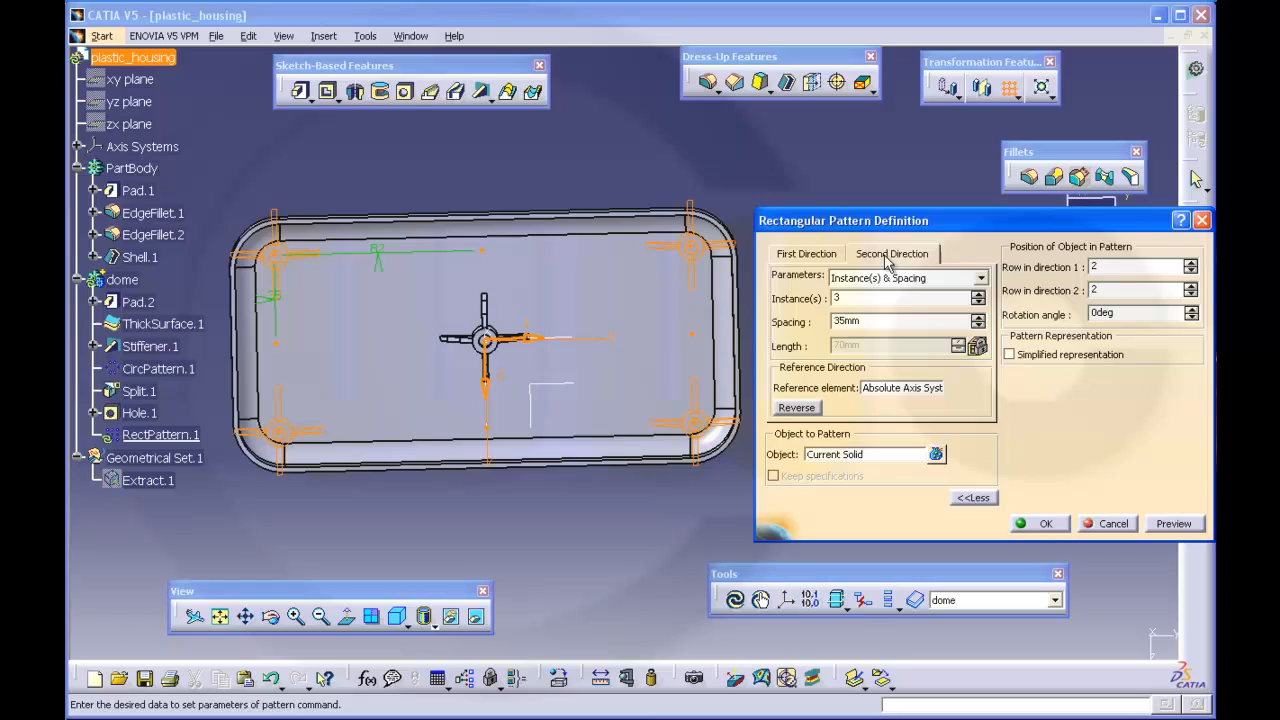 CATIA V5 - [plastic_housing]
Start ENOVIA V5 VPM File Edit View Insert Tools Window Help
plastic_housing
xy plane
yz plane
zx plane
Axis Systems
PartBody
Pad.1
EdgeFillet.1
EdgeFillet.2
Shell.1
dome
Pad.2
ThickSurface.1
Stiffener.1
CircPattern.1
Split.1
Hole.1
RectPattern.1
Geometrical Set.1
Extract.1
Sketch-Based Features
Dress-Up Features
Transformation Featu...
Fillets
Rectangular Pattern Definition
First Direction Second Direction
Parameters: Instance(s) & Spacing
Instance(s) : 3
Spacing : 35mm
Length : 70mm
Reference Direction
Reference element: Absolute Axis Syst
Reverse
Object to Pattern
Object: Current Solid
Keep specifications
<<Less
Position of Object in Pattern
Row in direction 1 : 2
Row in direction 2 : 2
Rotation angle : 0deg
Pattern Representation
Simplified representation
OK Cancel Preview
View
Tools
10,1
10,0
dome
f(x)
CATIA
Enter the desired data to set parameters of pattern command.